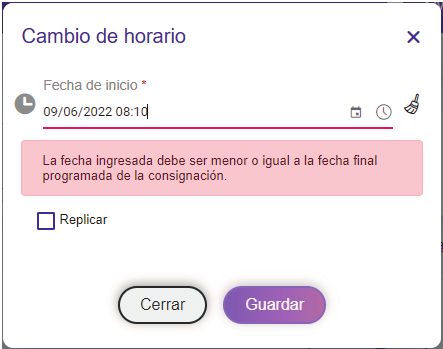 Cambio de horario
Fecha de inicio *
09/06/2022 08:10
La fecha ingresada debe ser menor o igual a la fecha final
programada de la consignación.
Replicar
Cerrar
Guardar